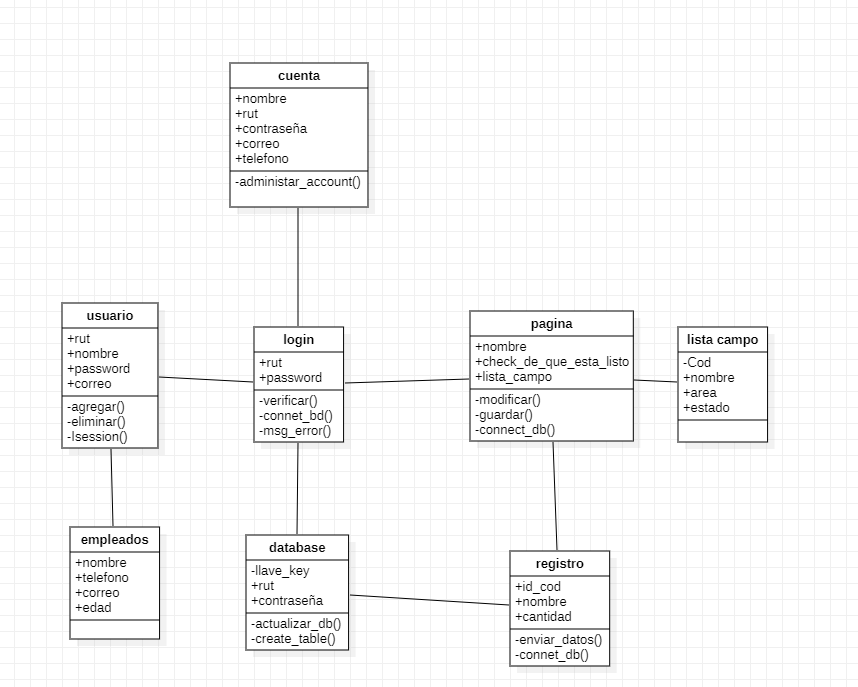 cuenta
+nombre
+rut
+contraseña
+correo
+telefono
-administar_account()
usuario
+rut
+nombre
+password
+correo
-agregar()
-eliminar()
-Isession()
login
+rut
+password
-verificar()
-connet_bd()
-msg_error()
pagina
+nombre
+check_de_que_esta_listo
+lista_campo
-modificar()
-guardar()
-connect_db()
lista campo
-Cod
+nombre
+area
+estado
empleados
+nombre
+telefono
+correo
+edad
database
-llave_key
+rut
+contraseña
-actualizar_db()
-create_table()
registro
+id_cod
+nombre
+cantidad
-enviar_datos()
-connet_db()